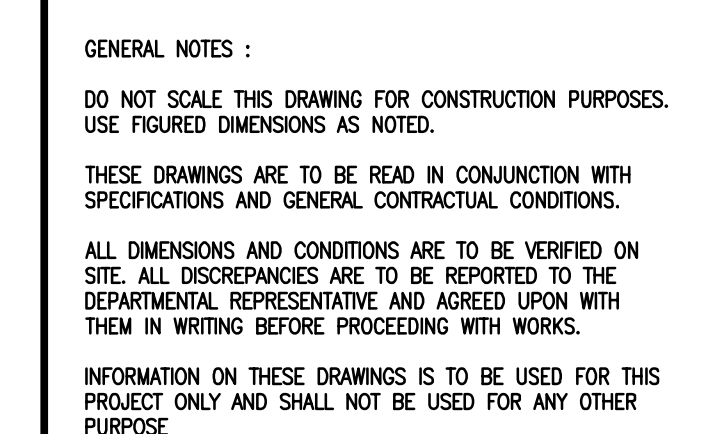 GENERAL NOTES :
DO NOT SCALE THIS DRAWING FOR CONSTRUCTION PURPOSES.
USE FIGURED DIMENSIONS AS NOTED.
THESE DRAWINGS ARE TO BE READ IN CONJUNCTION WITH
SPECIFICATIONS AND GENERAL CONTRACTUAL CONDITIONS.
ALL DIMENSIONS AND CONDITIONS ARE TO BE VERIFIED ON
SITE. ALL DISCREPANCIES ARE TO BE REPORTED TO THE
DEPARTMENTAL REPRESENTATIVE AND AGREED UPON WITH
THEM IN WRITING BEFORE PROCEEDING WITH WORKS.
INFORMATION ON THESE DRAWINGS IS TO BE USED FOR THIS
PROJECT ONLY AND SHALL NOT BE USED FOR ANY OTHER
PURPOSE